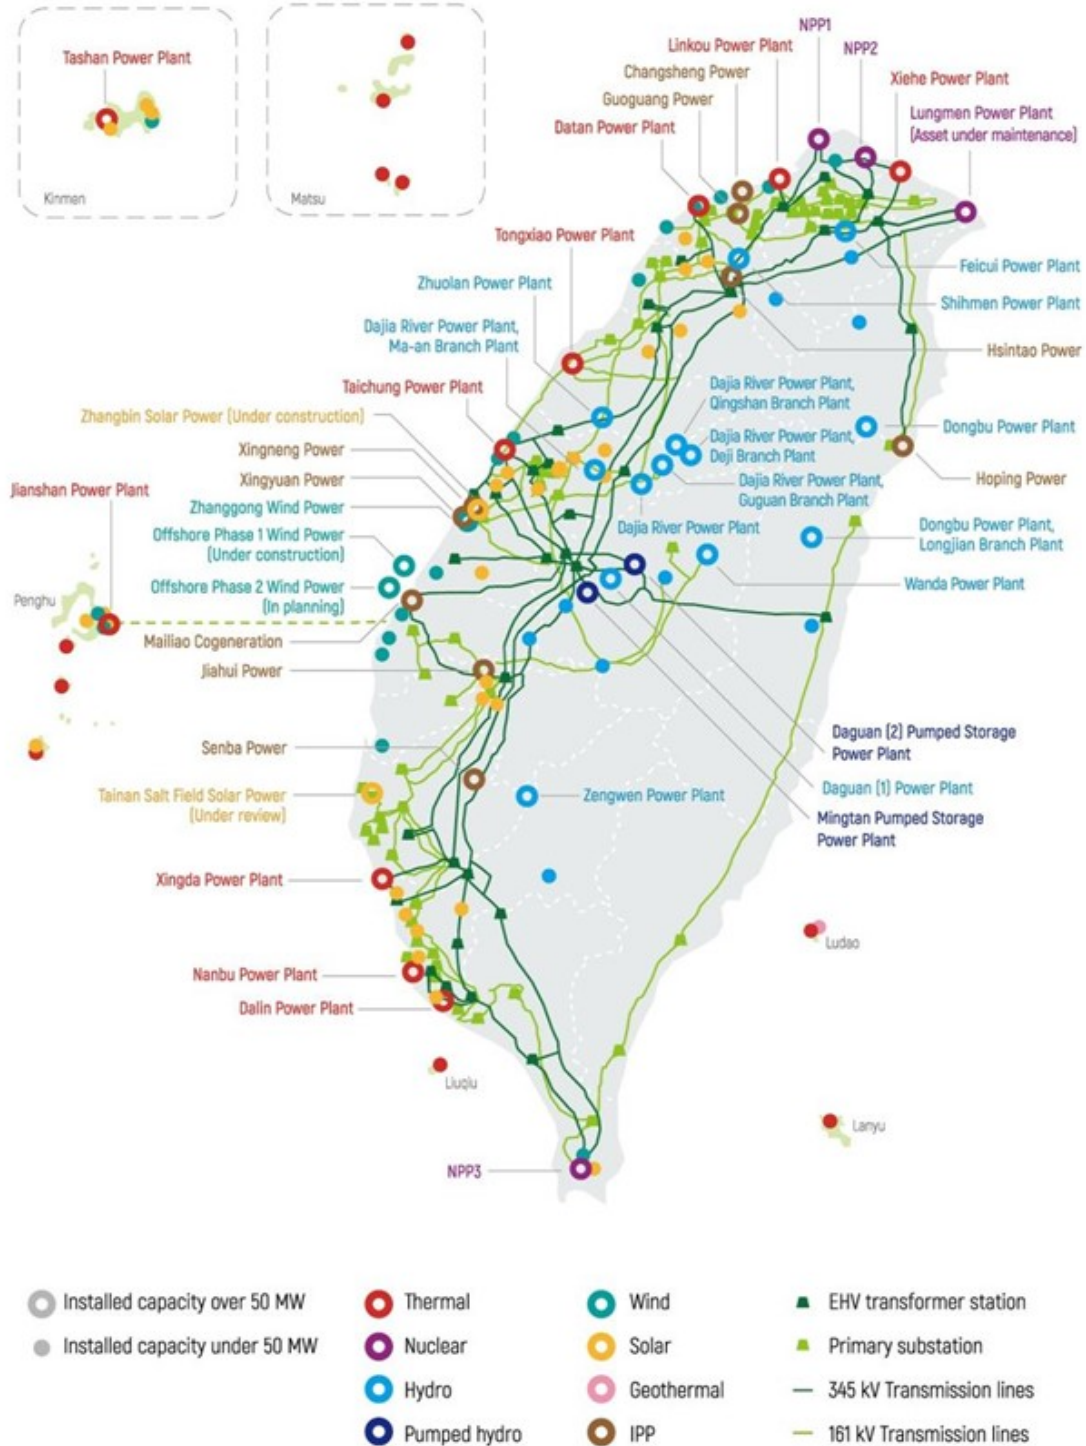 Tashan Power Plant
Kinmen
Matsu
NPP1
NPP2
Linkou Power Plant
Changsheng Power
Guoguang Power
Datan Power Plant
Xiehe Power Plant
Lungmen Power Plant
(Asset under maintenance)
Tongxiao Power Plant
Zhuolan Power Plant
Dajia River Power Plant,
Ma-an Branch Plant
Taichung Power Plant
Zhangbin Solar Power (Under construction)
Xingneng Power
Xingyuan Power
Zhanggong Wind Power
Offshore Phase 1 Wind Power
(Under construction)
Offshore Phase 2 Wind Power
(In planning)
Mailiao Cogeneration
Jiahui Power
Senba Power
Tainan Salt Field Solar Power
(Under review)
Xingda Power Plant
Nanbu Power Plant
Dalin Power Plant
Jianshan Power Plant
Penghu
Feicui Power Plant
Shihmen Power Plant
Hsintao Power
Dajia River Power Plant,
Qingshan Branch Plant
Dajia River Power Plant,
Deji Branch Plant
Dajia River Power Plant,
Guguan Branch Plant
Dajia River Power Plant
Dongbu Power Plant
Hoping Power
Dongbu Power Plant,
Longjian Branch Plant
Wanda Power Plant
Daguan (2) Pumped Storage
Power Plant
Daguan (1) Power Plant
Mingtan Pumped Storage
Power Plant
Zengwen Power Plant
Ludao
Liuqiu
Lanyu
NPP3
Installed capacity over 50 MW
Installed capacity under 50 MW
Thermal
Nuclear
Hydro
Pumped hydro
Wind
Solar
Geothermal
IPP
EHV transformer station
Primary substation
345 kV Transmission lines
161 kV Transmission lines